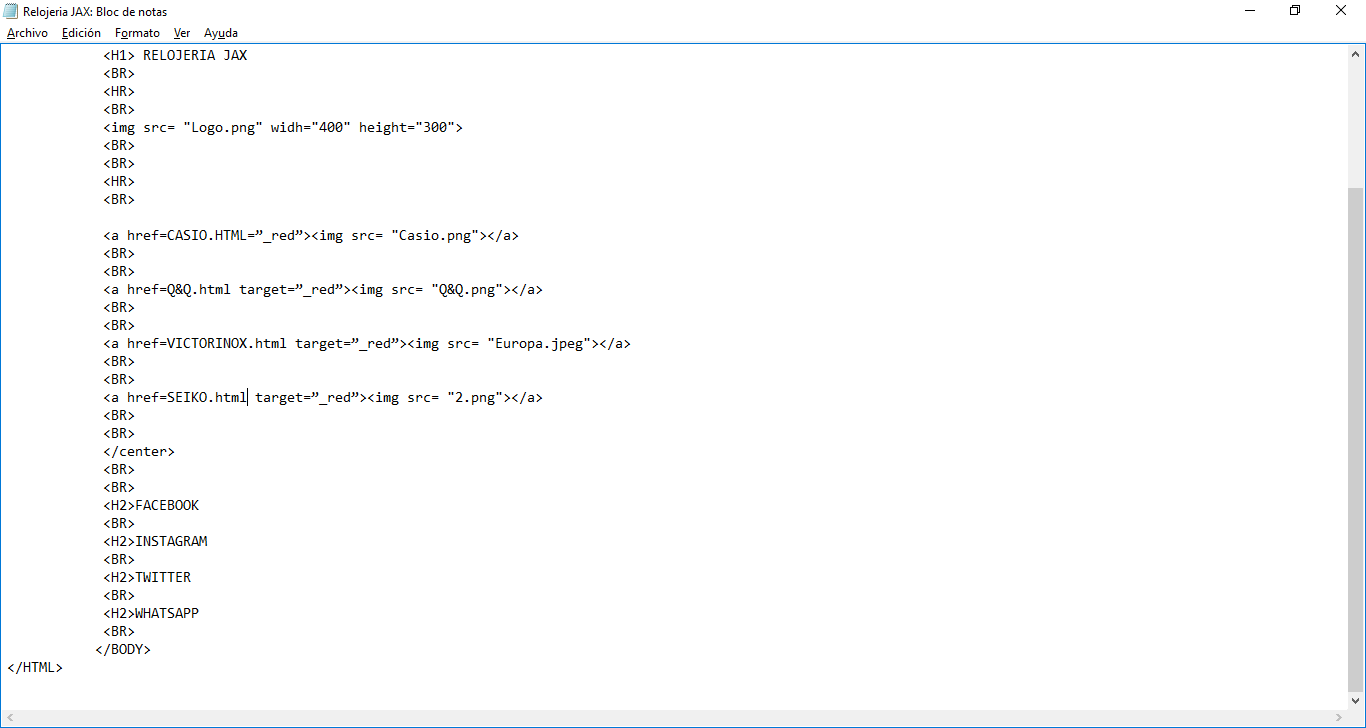 Relojeria JAX: Bloc de notas
Archivo Edición Formato Ver Ayuda
<H1> RELOJERIA JAX
<BR>
<HR>
<BR>
<img src= "Logo.png" widh="400" height="300">
<BR>
<BR>
<HR>
<BR>
<a href=CASIO.HTML=”_red”><img src= "Casio.png"></a>
<BR>
<BR>
<a href=Q&Q.html target=”_red”><img src= "Q&Q.png"></a>
<BR>
<BR>
<a href=VICTORINOX.html target=”_red”><img src= "Europa.jpeg"></a>
<BR>
<BR>
<a href=SEIKO.html target=”_red”><img src= "2.png"></a>
<BR>
<BR>
</center>
<BR>
<BR>
<H2>FACEBOOK
<BR>
<H2>INSTAGRAM
<BR>
<H2>TWITTER
<BR>
<H2>WHATSAPP
<BR>
</BODY>
</HTML>